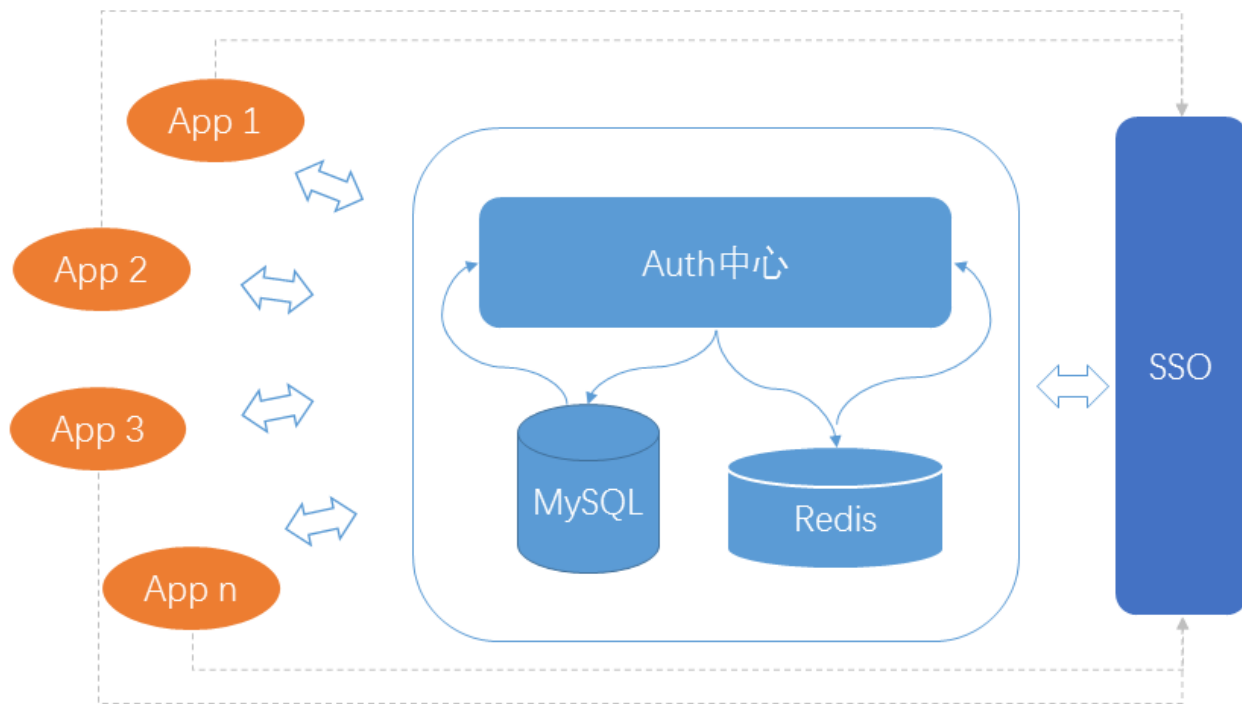 App 1
App 2
App 3
App n
Auth中心
MySQL
Redis
SSO